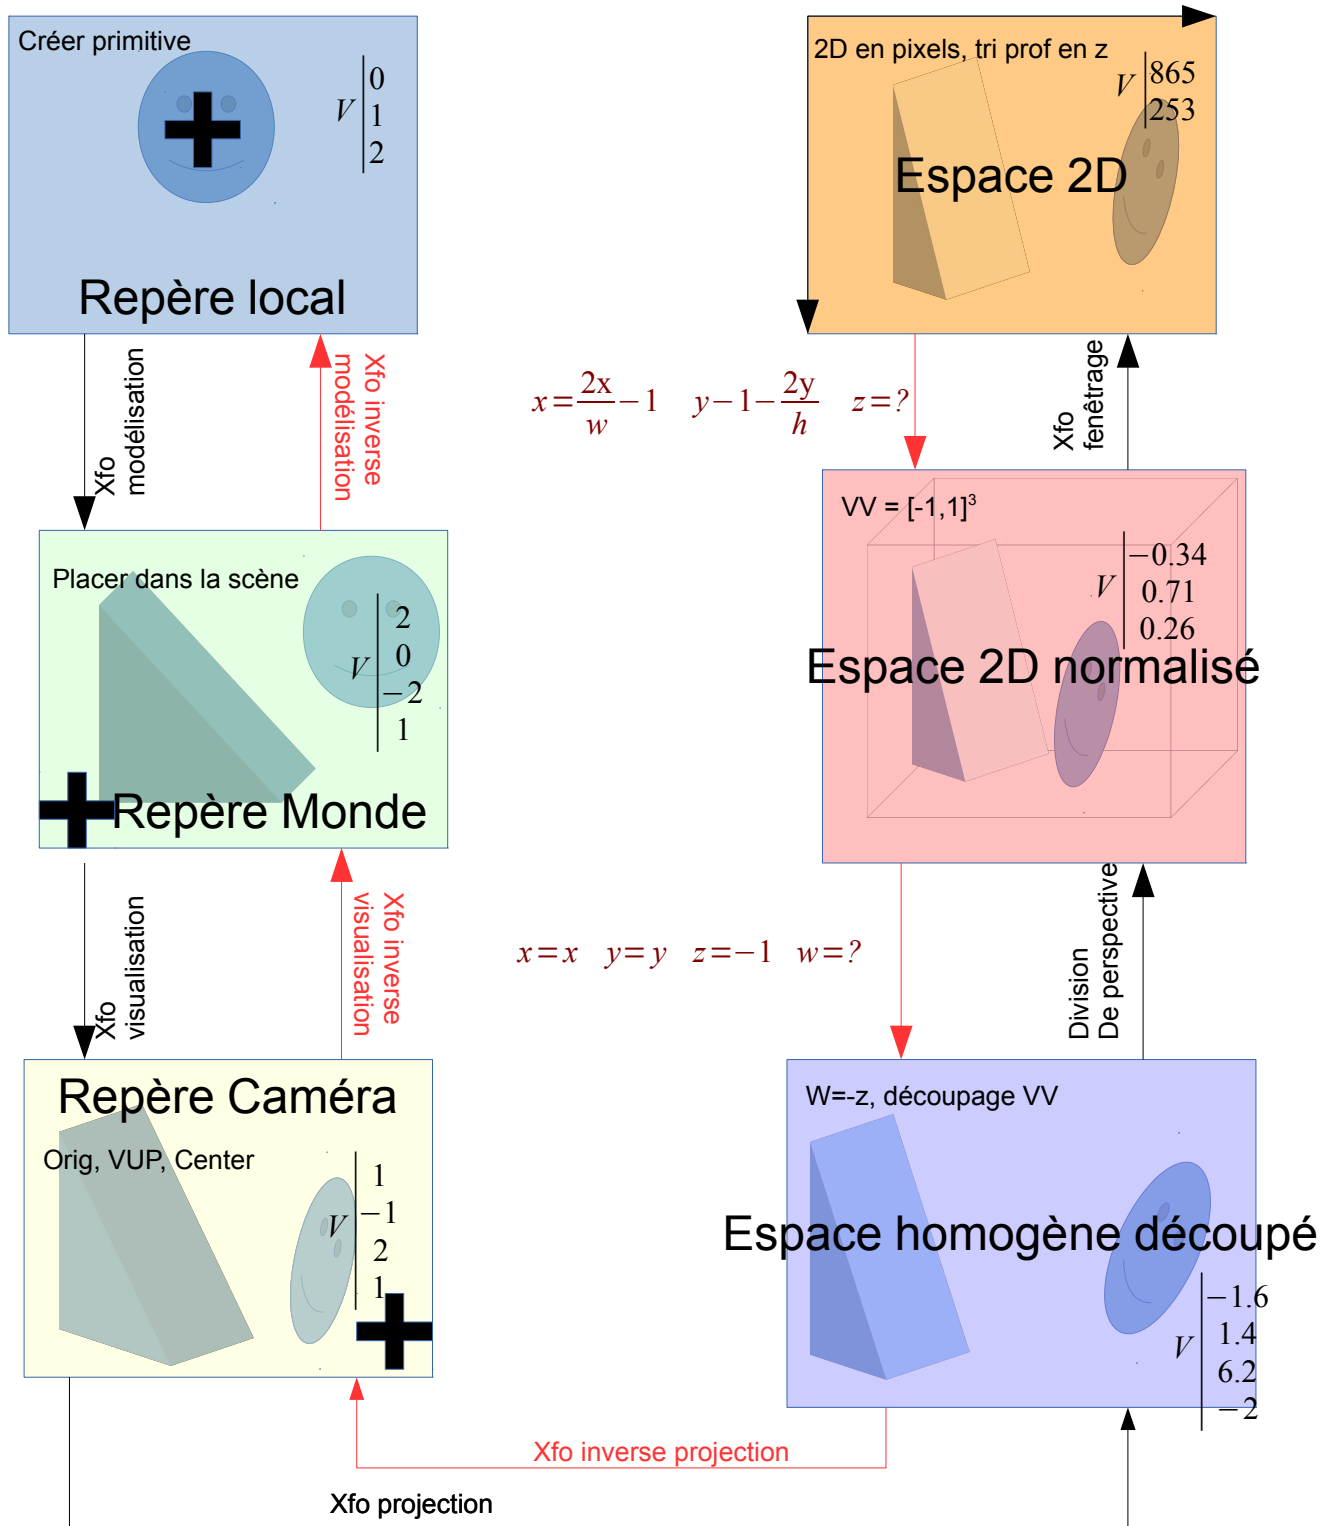 Créer primitive
V
0
1
2
Repère local
Xfo
modélisation
Xfo inverse
modélisation
Placer dans la scène
V
2
0
−2
1
Repère Monde
Xfo
visualisation
Xfo inverse
visualisation
Repère Caméra
Orig, VUP, Center
V
1
−1
2
1
Xfo inverse projection
Xfo projection
2D en pixels, tri prof en z
V
865
253
Espace 2D
x=2x/w−1 y−1−2y/h z=?
Xfo
fenêtrage
VV = [-1,1]³
V
−0.34
0.71
0.26
Espace 2D normalisé
x=x y=y z=−1 w=?
Division
De perspective
W=-z, découpage VV
Espace homogène découpé
V
−1.6
1.4
6.2
−2